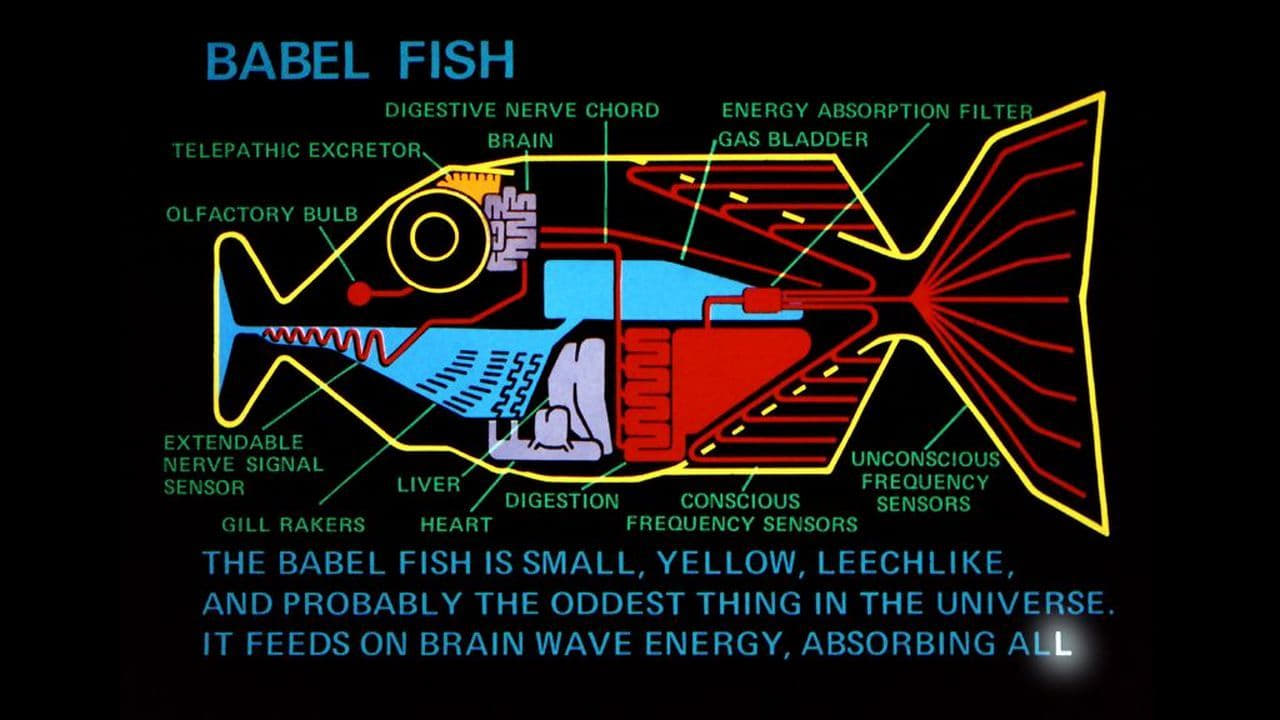 BABEL FISH
DIGESTIVE NERVE CHORD
ENERGY ABSORPTION FILTER
BRAIN
GAS BLADDER
TELEPATHIC EXCRETOR
OLFACTORY BULB
EXTENDABLE
NERVE SIGNAL
SENSOR
GILL RAKERS
LIVER
HEART
DIGESTION
CONSCIOUS
FREQUENCY SENSORS
UNCONSCIOUS
FREQUENCY
SENSORS
THE BABEL FISH IS SMALL, YELLOW, LEECHLIKE,
AND PROBABLY THE ODDEST THING IN THE UNIVERSE.
IT FEEDS ON BRAIN WAVE ENERGY, ABSORBING ALL